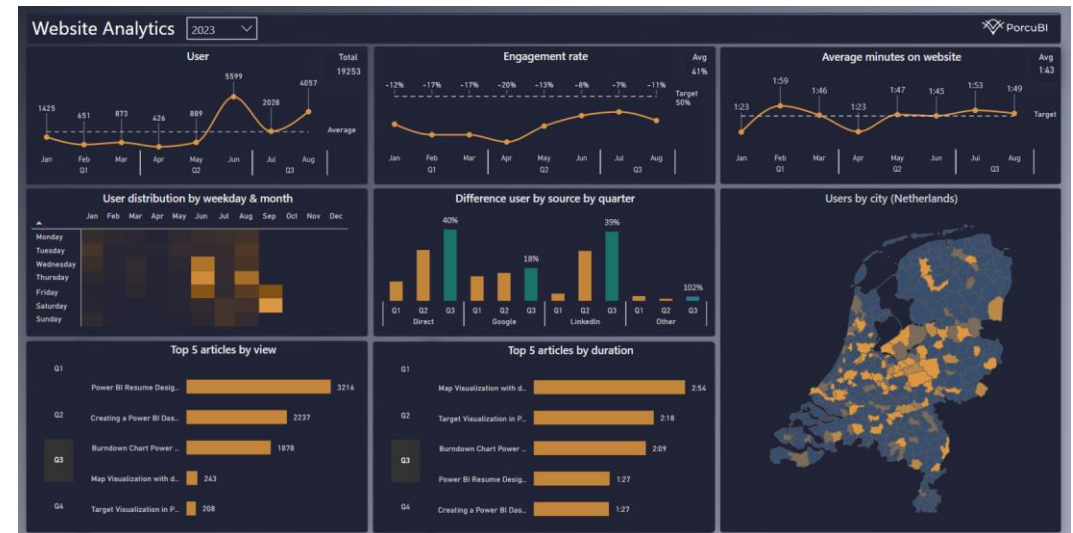 Website Analytics 2023
PorcuBI
User
Total
19253
1425
651
873
426
889
5599
2028
4057
Average
Jan Feb Mar Apr May Jun Jul Aug
Q1 Q2 Q3
Engagement rate
Avg
41%
-12% -17% -17% -20% -13% -8% -7% -11%
Target
50%
Jan Feb Mar Apr May Jun Jul Aug
Q1 Q2 Q3
Average minutes on website
Avg
1:43
1:23 1:59 1:46 1:23 1:47 1:45 1:53 1:49
Target
Jan Feb Mar Apr May Jun Jul Aug
Q1 Q2 Q3
User distribution by weekday & month
Jan Feb Mar Apr May Jun Jul Aug Sep Oct Nov Dec
Monday
Tuesday
Wednesday
Thursday
Friday
Saturday
Sunday
Difference user by source by quarter
40%
18%
39%
102%
Q1 Q2 Q3 Q1 Q2 Q3 Q1 Q2 Q3 Q1 Q2 Q3
Direct Google LinkedIn Other
Users by city (Netherlands)
Top 5 articles by view
Q1
Q2
Q3
Q4
Power BI Resume Desig.. 3216
Creating a Power BI Das.. 2237
Burndown Chart Power .. 1878
Map Visualization with d.. 243
Target Visualization in P.. 208
Top 5 articles by duration
Q1
Q2
Q3
Q4
Map Visualization with d.. 2:54
Target Visualization in P.. 2:18
Burndown Chart Power .. 2:09
Power BI Resume Desig.. 1:27
Creating a Power BI Das.. 1:27